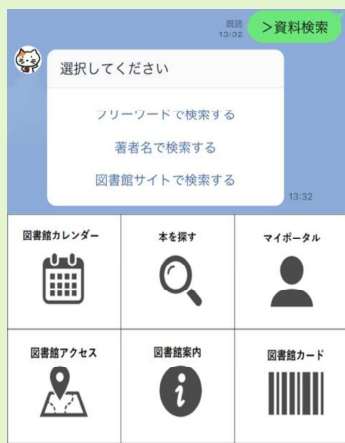 既読
13:32
>資料検索
選択してください
フリーワードで検索する
著者名で検索する
図書館サイトで検索する
13:32
図書館カレンダー
本を探す
マイポータル
図書館アクセス
図書館案内
図書館カード